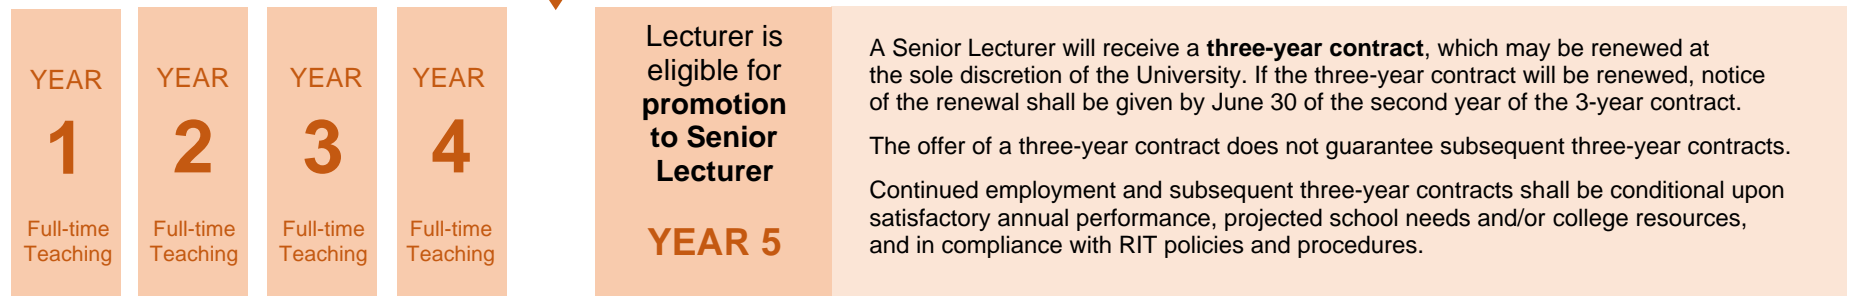 YEAR
1
Full-time
Teaching
YEAR
2
Full-time
Teaching
YEAR
3
Full-time
Teaching
YEAR
4
Full-time
Teaching
Lecturer is
eligible for
promotion
to Senior
Lecturer
YEAR 5
A Senior Lecturer will receive a three-year contract, which may be renewed at
the sole discretion of the University. If the three-year contract will be renewed, notice
of the renewal shall be given by June 30 of the second year of the 3-year contract.
The offer of a three-year contract does not guarantee subsequent three-year contracts.
Continued employment and subsequent three-year contracts shall be conditional upon
satisfactory annual performance, projected school needs and/or college resources,
and in compliance with RIT policies and procedures.